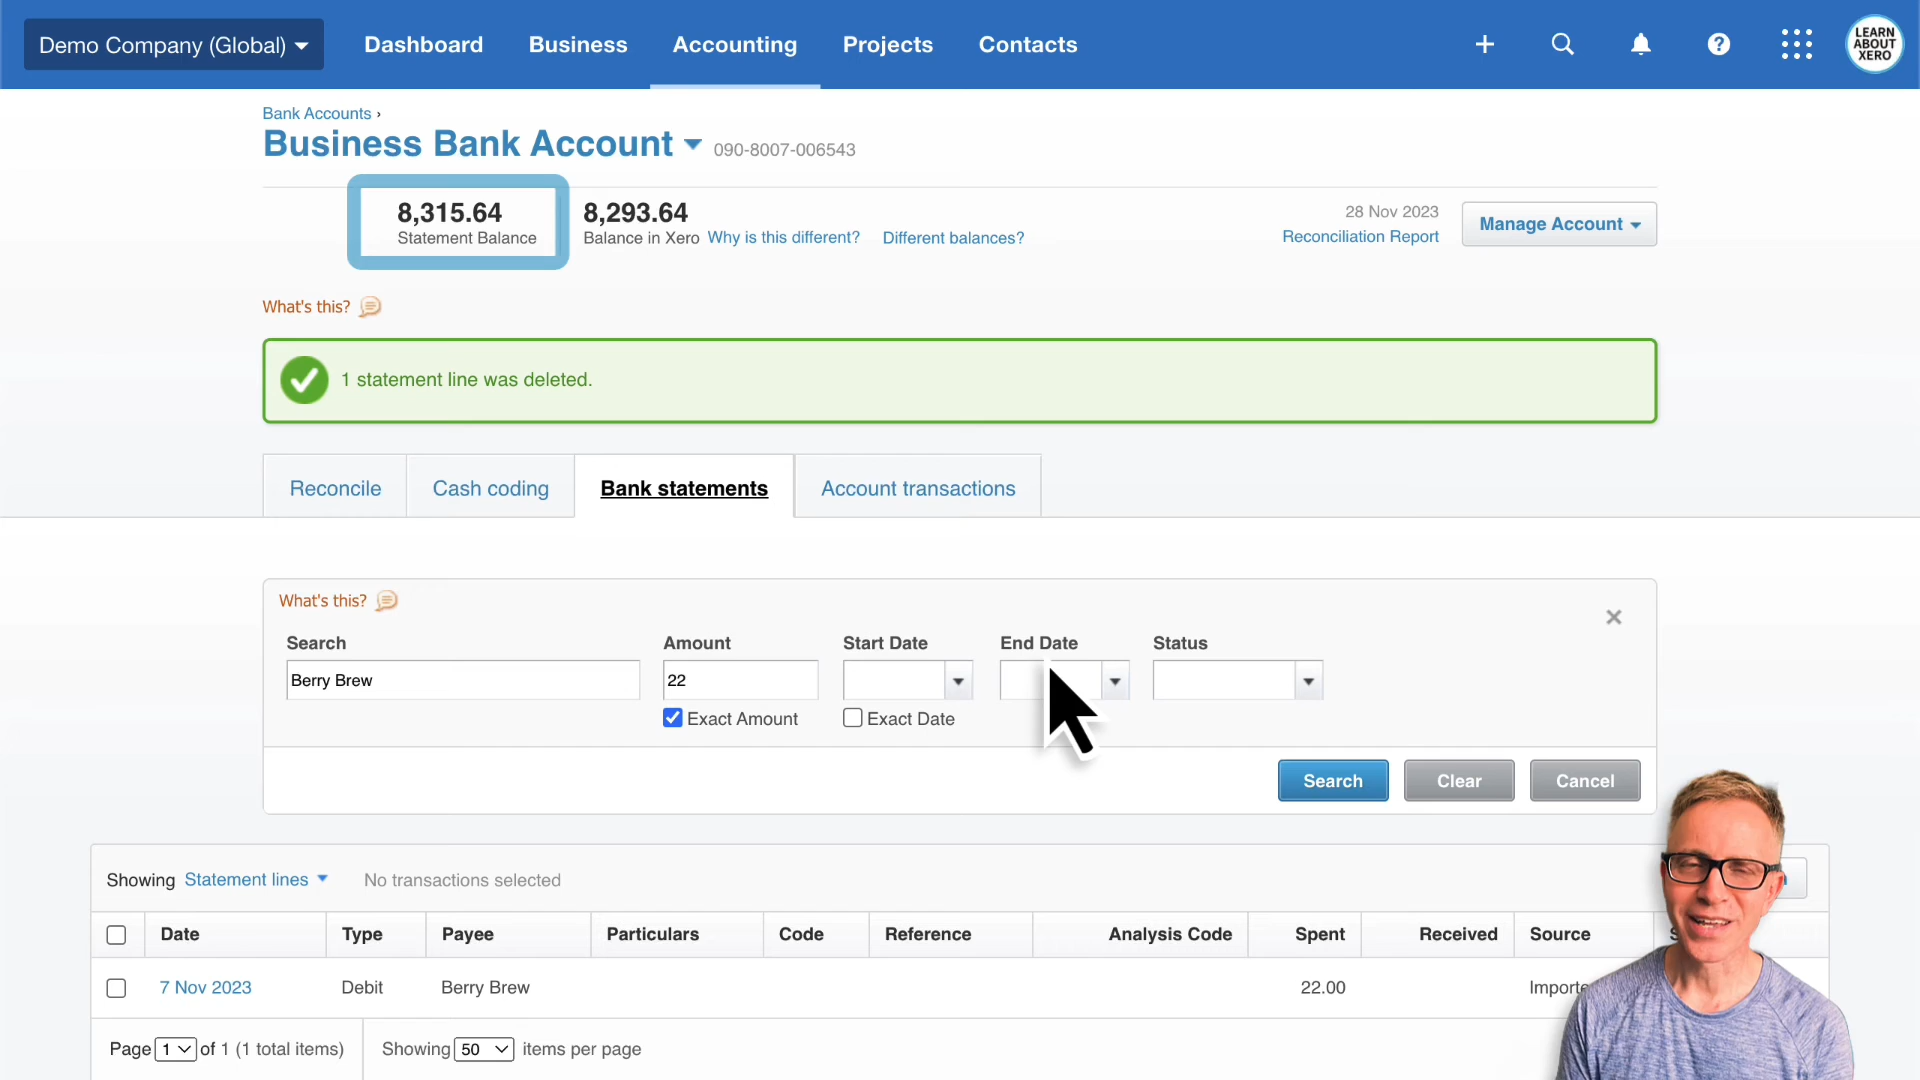 Demo Company (Global)
Dashboard
Business
Accounting
Projects
Contacts
LEARN
ABOUT
XERO
Bank Accounts ›
Business Bank Account
090-8007-006543
8,315.64
Statement Balance
8,293.64
Balance in Xero
Why is this different?
Different balances?
28 Nov 2023
Reconciliation Report
Manage Account
What's this?
1 statement line was deleted.
Reconcile
Cash coding
Bank statements
Account transactions
What's this?
Search
Amount
Start Date
End Date
Status
Berry Brew
22
Exact Amount
Exact Date
Search
Clear
Cancel
Showing Statement lines
No transactions selected
Date
Type
Payee
Particulars
Code
Reference
Analysis Code
Spent
Received
Source
7 Nov 2023
Debit
Berry Brew
22.00
Page 1 of 1 (1 total items)
Showing 50 items per page